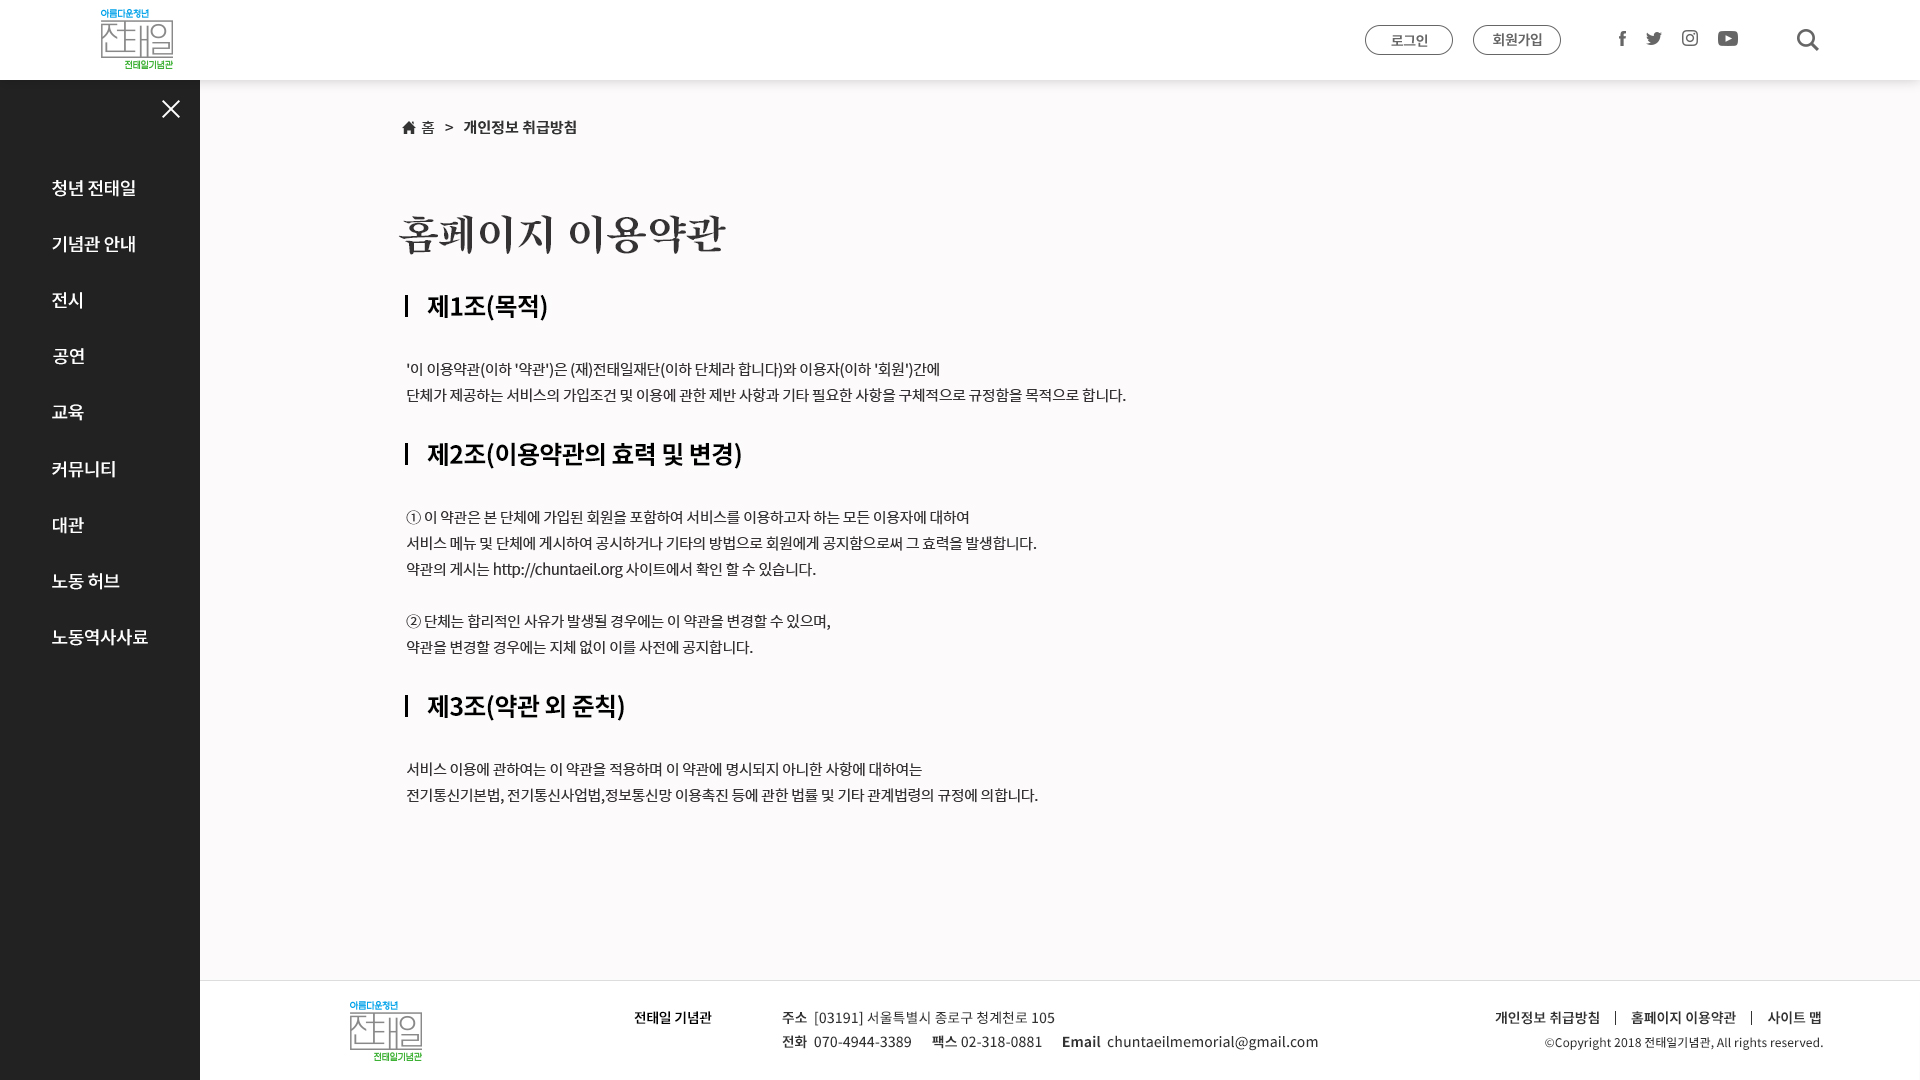 아름다운청년
전태일
전태일기념관
로그인
회원가입
청년 전태일
기념관 안내
전시
공연
교육
커뮤니티
대관
노동 허브
노동역사사료
홈 > 개인정보 취급방침
홈페이지 이용약관
제1조(목적)
'이 이용약관(이하 '약관')은 (재)전태일재단(이하 단체라 합니다)와 이용자(이하 '회원')간에
단체가 제공하는 서비스의 가입조건 및 이용에 관한 제반 사항과 기타 필요한 사항을 구체적으로 규정함을 목적으로 합니다.
제2조(이용약관의 효력 및 변경)
① 이 약관은 본 단체에 가입된 회원을 포함하여 서비스를 이용하고자 하는 모든 이용자에 대하여
서비스 메뉴 및 단체에 게시하여 공시하거나 기타의 방법으로 회원에게 공지함으로써 그 효력을 발생합니다.
약관의 게시는 http://chuntaeil.org 사이트에서 확인 할 수 있습니다.
② 단체는 합리적인 사유가 발생될 경우에는 이 약관을 변경할 수 있으며,
약관을 변경할 경우에는 지체 없이 이를 사전에 공지합니다.
제3조(약관 외 준칙)
서비스 이용에 관하여는 이 약관을 적용하며 이 약관에 명시되지 아니한 사항에 대하여는
전기통신기본법, 전기통신사업법,정보통신망 이용촉진 등에 관한 법률 및 기타 관계법령의 규정에 의합니다.
아름다운청년
전태일
전태일기념관
전태일 기념관
주소 [03191] 서울특별시 종로구 청계천로 105
전화 070-4944-3389 팩스 02-318-0881 Email chuntaeilmemorial@gmail.com
개인정보 취급방침 | 홈페이지 이용약관 | 사이트 맵
©Copyright 2018 전태일기념관, All rights reserved.